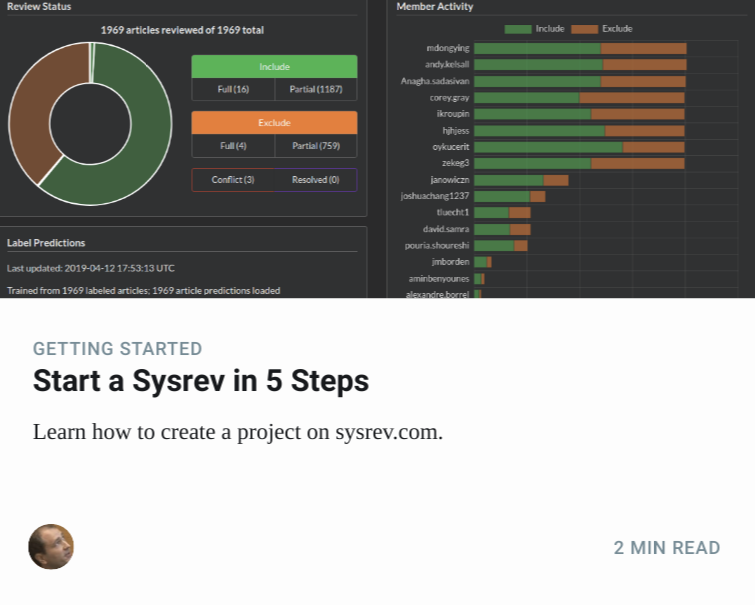 Review Status
1969 articles reviewed of 1969 total
Include
Full (16) Partial (1187)
Exclude
Full (4) Partial (759)
Conflict (3) Resolved (0)
Label Predictions
Last updated: 2019-04-12 17:53:13 UTC
Trained from 1969 labeled articles; 1969 article predictions loaded
Member Activity
Include Exclude
mdongying
andy.kelsall
Anagha.sadasivan
corey.gray
ikroupin
hjhjess
oykucerit
zekeg3
janowiczn
joshuachang1237
tluecht1
david.samra
pouria.shoureshi
jmborden
aminbenyounes
alexandre.borrel
GETTING STARTED
Start a Sysrev in 5 Steps
Learn how to create a project on sysrev.com.
2 MIN READ